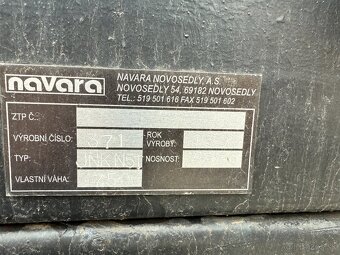 navara
NAVARA NOVOSEDLY, A.S.
NOVOSEDLY 54, 69182 NOVOSEDLY
TEL.: 519 501 616 FAX 519 501 602
ZTP Č.:
VÝROBNÍ ČÍSLO: 371 ROK VÝROBY:
TYP: NOSNOST:
VLASTNÍ VÁHA: